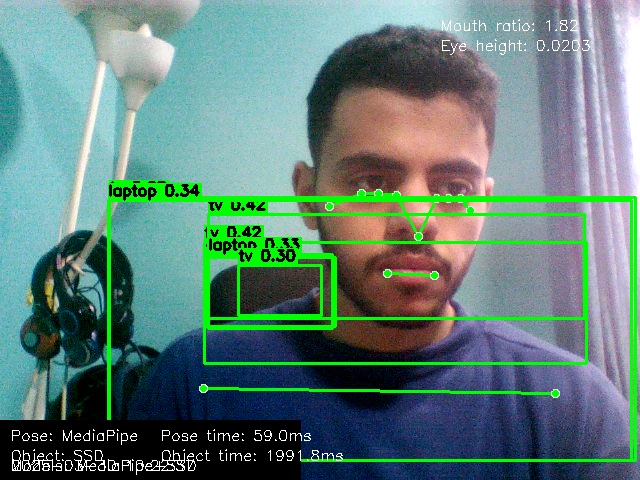 Mouth ratio: 1.82
Eye height: 0.0203
laptop 0.34
tv 0.42
tv 0.42
laptop 0.33
tv 0.30
Pose: MediaPipe Pose time: 59.0ms
Object: SSD Object time: 1991.8ms